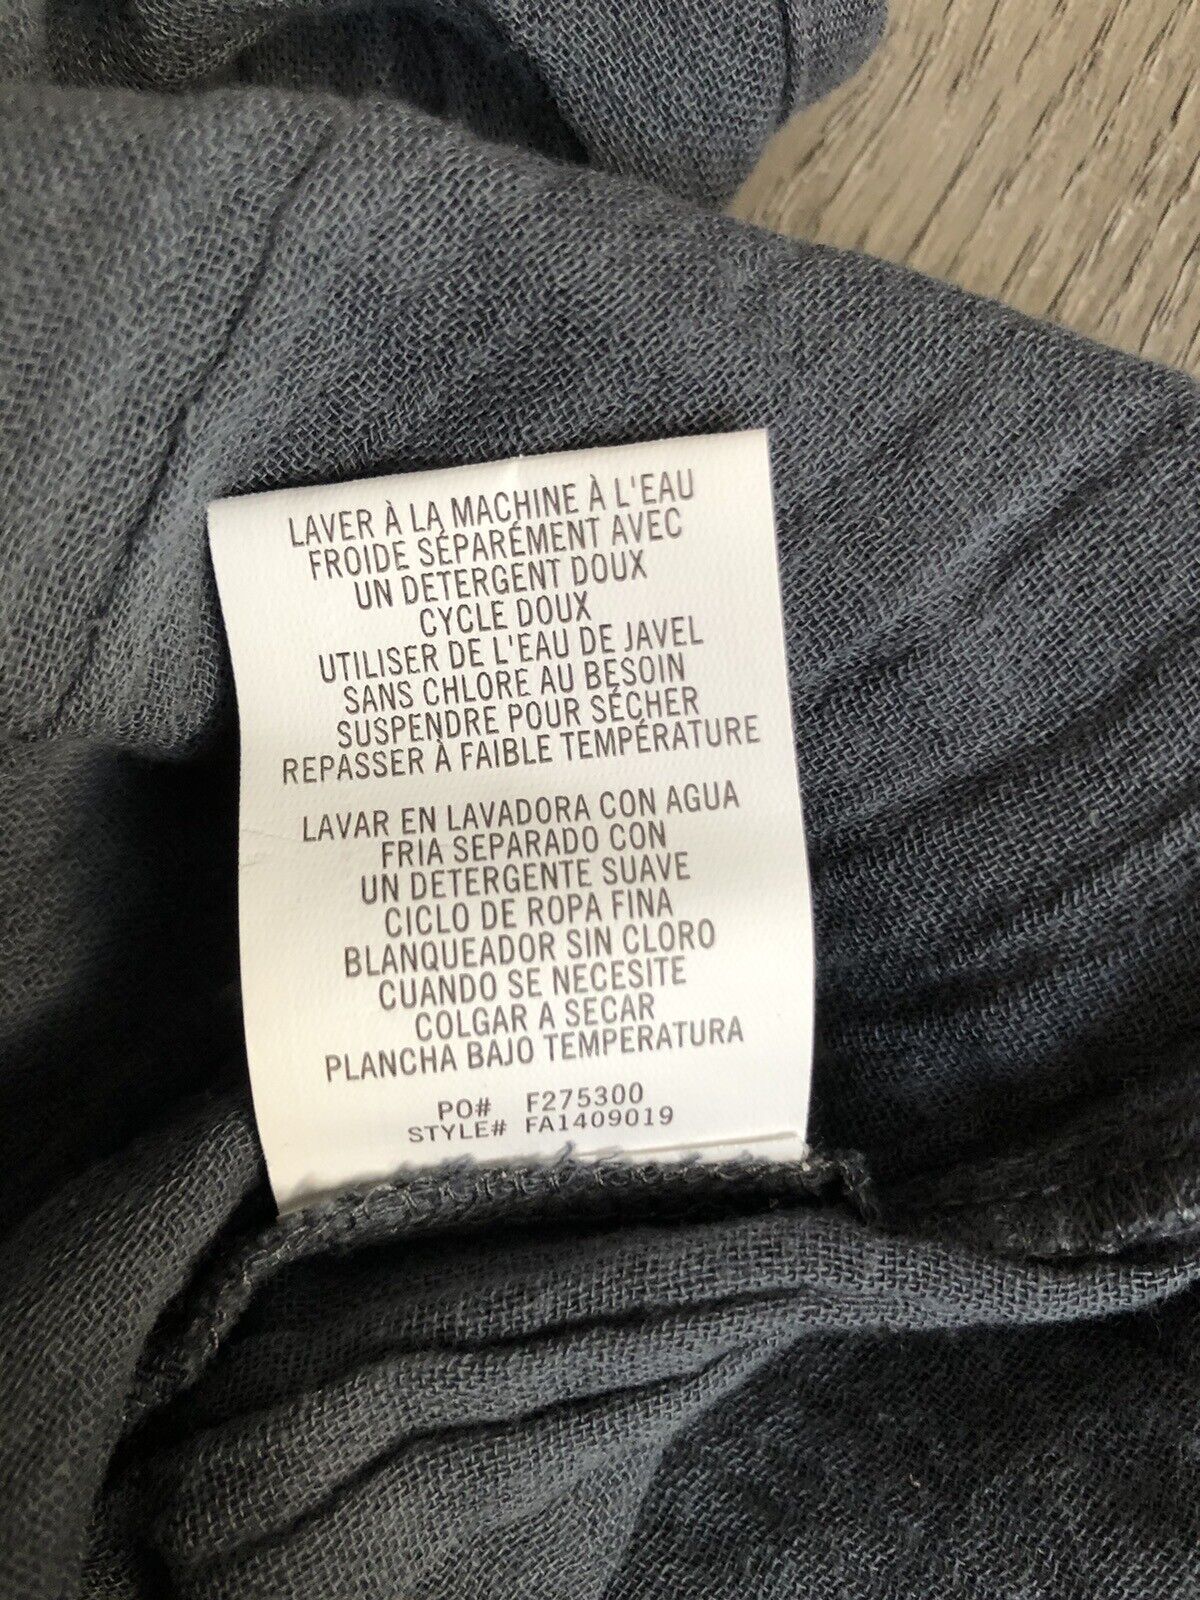 LAVER À LA MACHINE À L'EAU
FROIDE SÉPARÉMENT AVEC
UN DETERGENT DOUX
CYCLE DOUX
UTILISER DE L'EAU DE JAVEL
SANS CHLORE AU BESOIN
SUSPENDRE POUR SÉCHER
REPASSER À FAIBLE TEMPÉRATURE
LAVAR EN LAVADORA CON AGUA
FRIA SEPARADO CON
UN DETERGENTE SUAVE
CICLO DE ROPA FINA
BLANQUEADOR SIN CLORO
CUANDO SE NECESITE
COLGAR A SECAR
PLANCHA BAJO TEMPERATURA
PO# F275300
STYLE# FA1409019